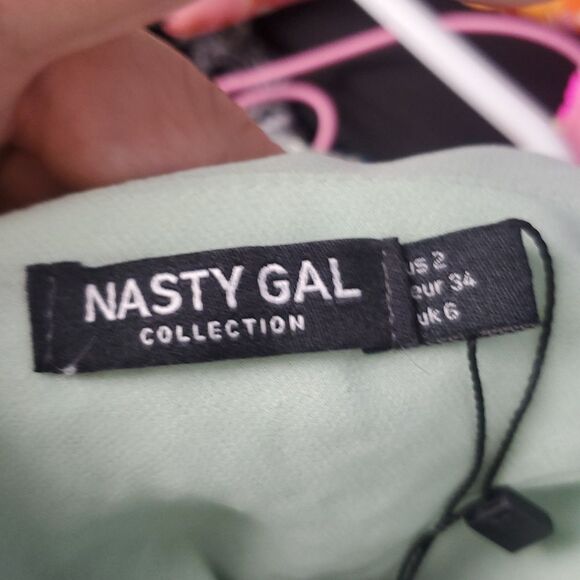 NASTY GAL
COLLECTION
us 2
eur 34
uk 6